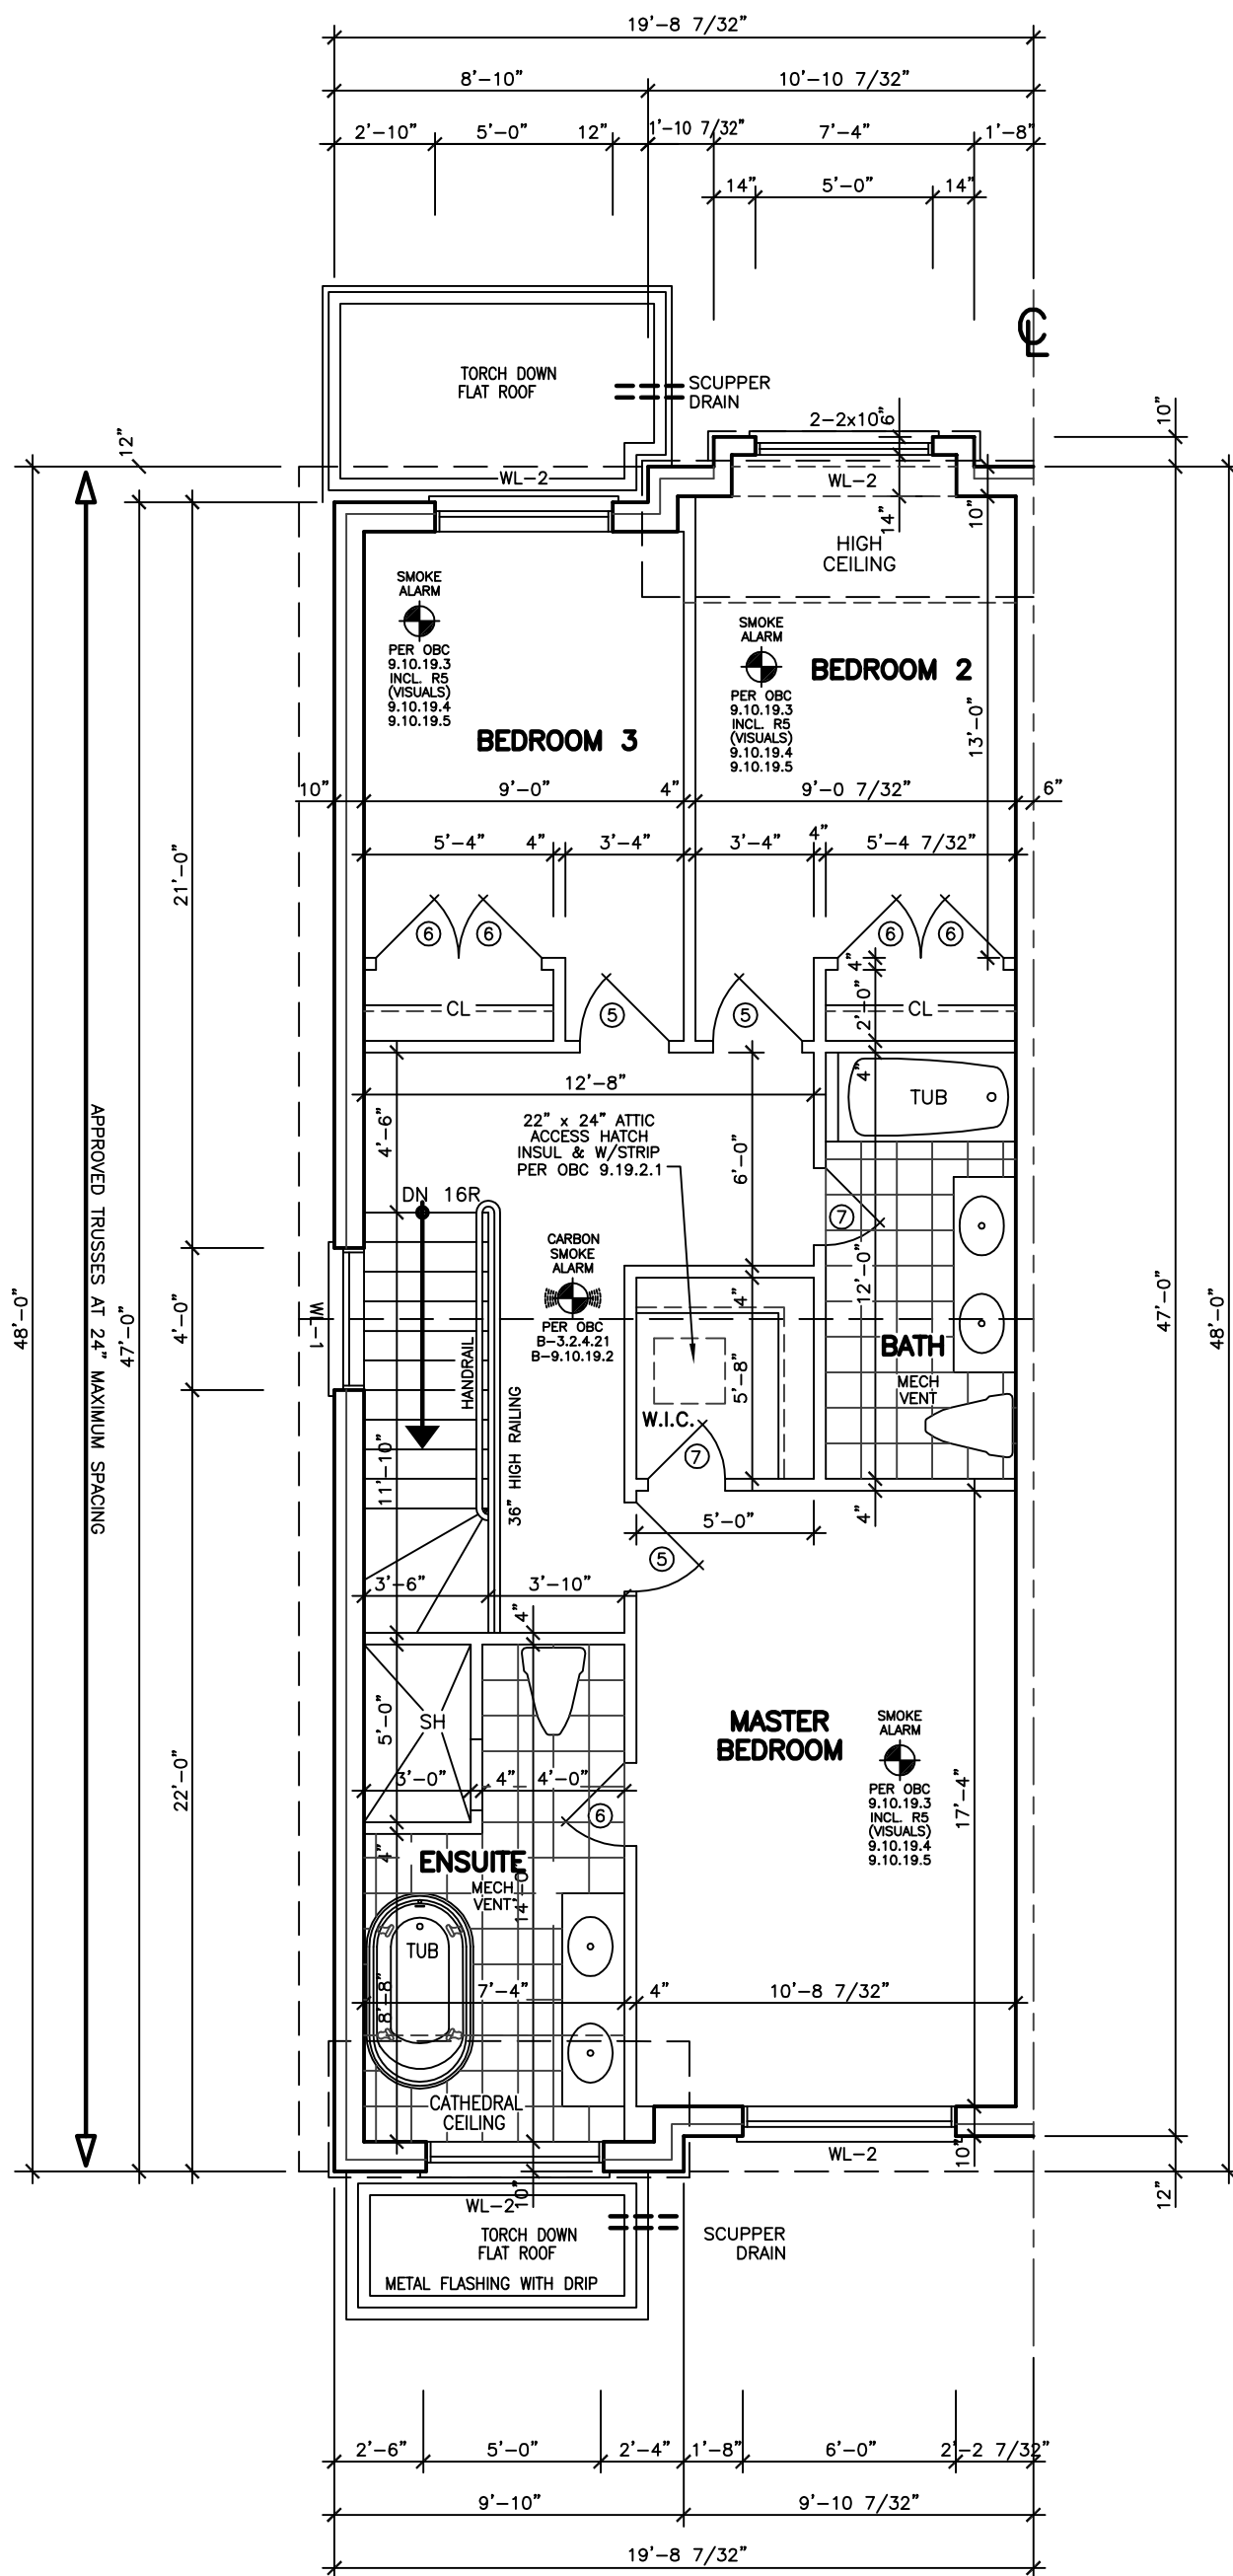 19'-8 7/32"
8'-10" 10'-10 7/32"
2'-10" 5'-0" 12" 1'-10 7/32" 7'-4" 1'-8"
14" 5'-0" 14"
CL
TORCH DOWN
FLAT ROOF
SCUPPER
DRAIN
2-2x10
6"
10"
12"
WL-2
WL-2
14"
10"
HIGH
CEILING
SMOKE
ALARM
PER OBC
9.10.19.3
INCL. R5
(VISUALS)
9.10.19.4
9.10.19.5
SMOKE
ALARM
PER OBC
9.10.19.3
INCL. R5
(VISUALS)
9.10.19.4
9.10.19.5
BEDROOM 2
BEDROOM 3
13'-0"
10" 9'-0" 4" 9'-0 7/32" 6"
5'-4" 4" 3'-4" 3'-4" 4" 5'-4 7/32"
21'-0"
6 6 6 6
4"
CL 5 5 2'-0" CL
4"
12'-8"
TUB
4'-6"
22" x 24" ATTIC
ACCESS HATCH
INSUL & W/STRIP
PER OBC 9.19.2.1
6'-0"
APPROVED TRUSSES AT 24" MAXIMUM SPACING
DN 16R
7
CARBON
SMOKE
ALARM
PER OBC
B-3.2.4.21
B-9.10.19.2
12'-0"
4"
48'-0"
47'-0"
4'-0"
WL-1
47'-0"
48'-0"
HANDRAIL
36" HIGH RAILING
BATH
MECH
VENT
5'-8"
W.I.C.
7
11'-10"
5'-0"
4"
5
3'-6" 3'-10"
4"
5'-0"
SH
MASTER
BEDROOM
SMOKE
ALARM
PER OBC
9.10.19.3
INCL. R5
(VISUALS)
9.10.19.4
9.10.19.5
17'-4"
22'-0"
3'-0" 4" 4'-0"
6
4"
ENSUITE
MECH
VENT
14'-0"
TUB
8'-8"
7'-4" 4" 10'-8 7/32"
CATHEDRAL
CEILING
WL-2
10"
12"
10"
WL-2
TORCH DOWN
FLAT ROOF
SCUPPER
DRAIN
METAL FLASHING WITH DRIP
2'-6" 5'-0" 2'-4" 1'-8" 6'-0" 2'-2 7/32"
9'-10" 9'-10 7/32"
19'-8 7/32"